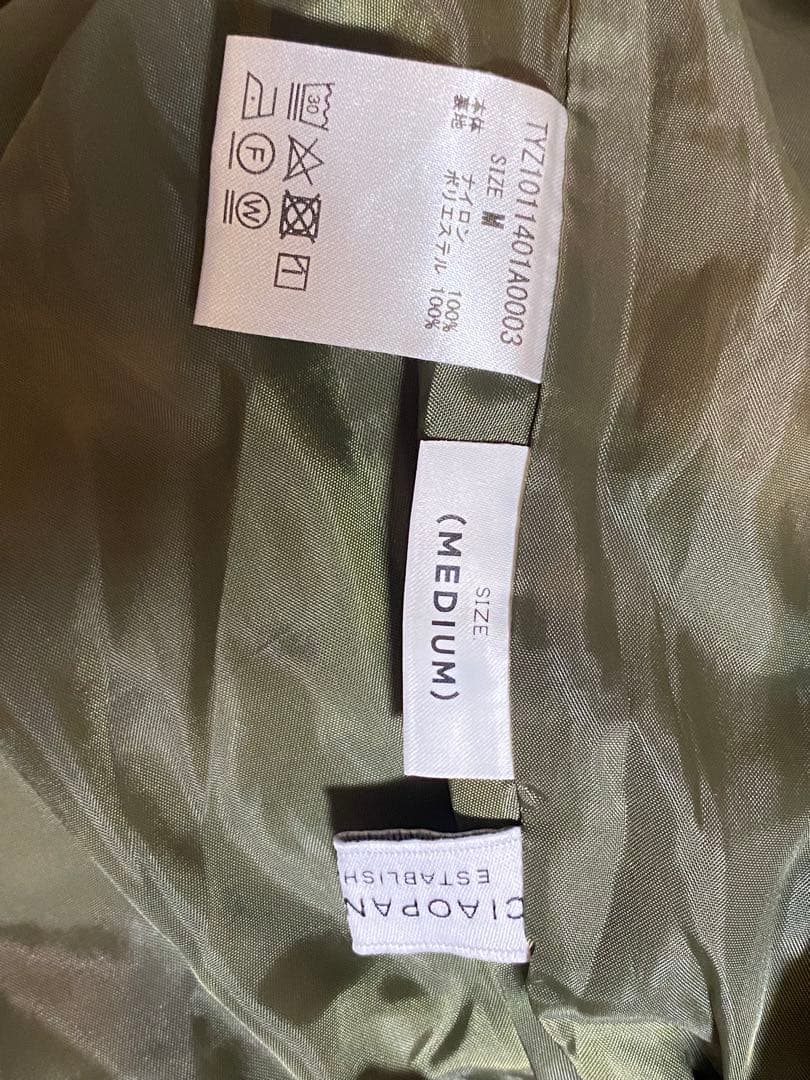 TYZ1011401A0003
SIZE M
本体 ナイロン 100%
裏地 ポリエステル 100%
30
F
W
SIZE.
(MEDIUM)
CIAOPAN
ESTABLISH